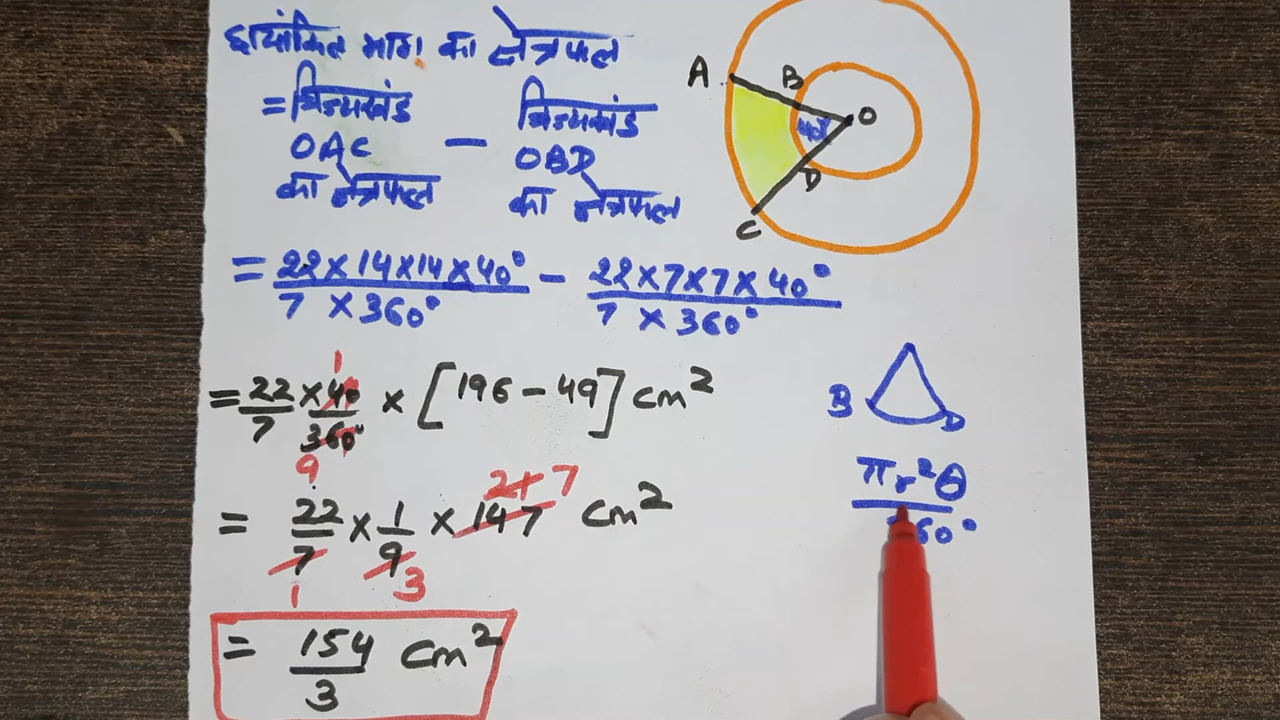 छायांकित भाग का क्षेत्रफल
= त्रिज्यखंड OAC का क्षेत्रफल − त्रिज्यखंड OBD का क्षेत्रफल
A B O 40° D C
= 22×14×14×40° / 7×360° − 22×7×7×40° / 7×360°
= 22/7 × 40/360° × [196−49] cm²
1
9
B D
πr²θ / 360°
= 22/7 × 1/9 × 147 cm²
1
3
= 154/3 cm²